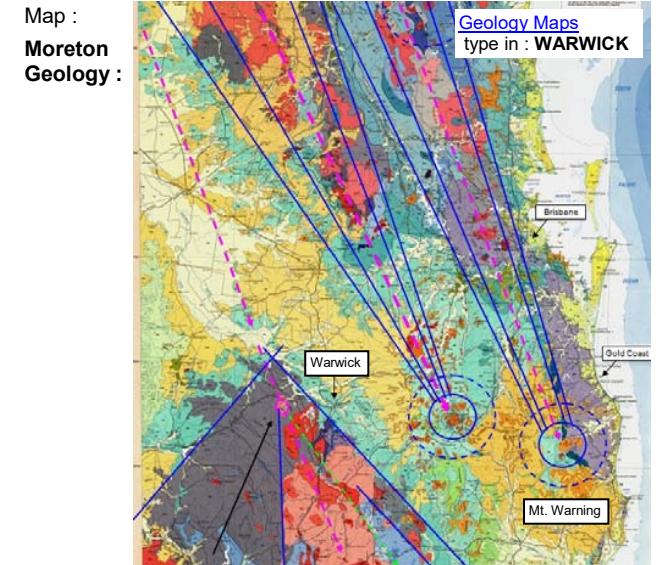 Map :
Moreton
Geology :
Geology Maps
type in : WARWICK
Brisbane
Gold Coast
Warwick
Mt. Warning